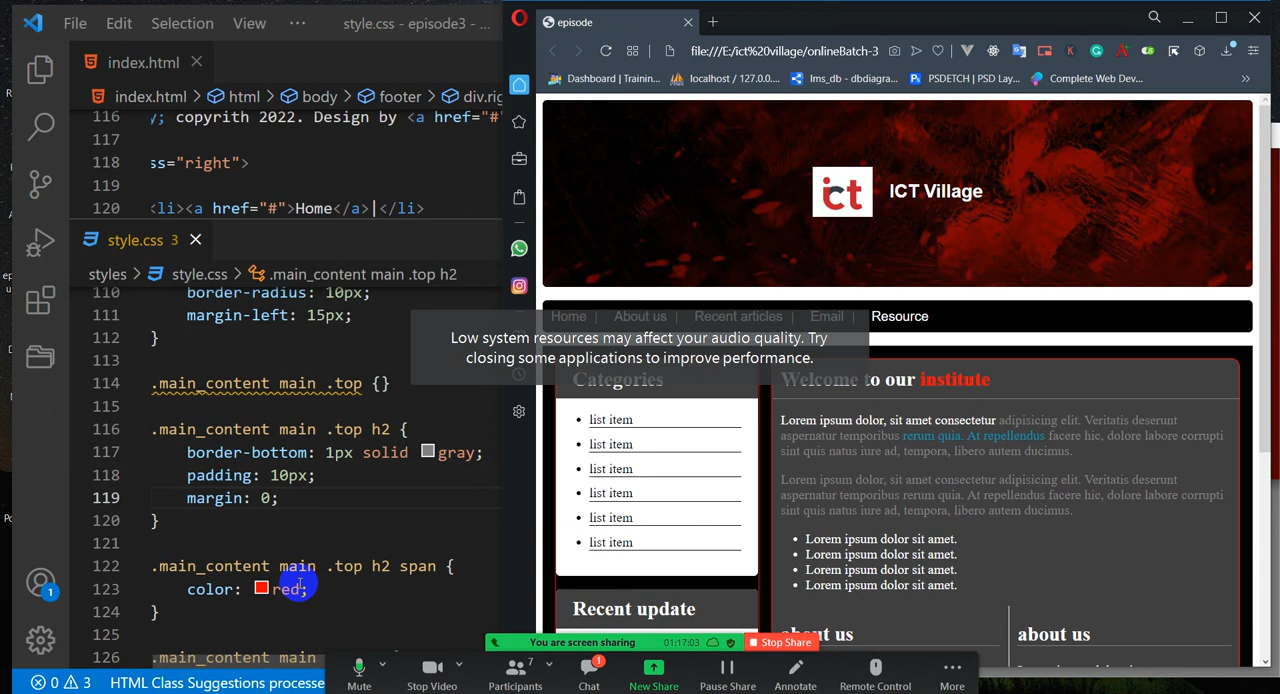 File Edit Selection View ··· style.css - episode3 - ...
index.html
index.html > html > body > footer > div.rig
116 y; copyrith 2022. Design by <a href="#"
117
118 ss="right">
119
120 <li><a href="#">Home</a>|</li>
style.css 3
styles > style.css > .main_content main .top h2
110 border-radius: 10px;
111 margin-left: 15px;
112 }
113
114 .main_content main .top {}
115
116 .main_content main .top h2 {
117 border-bottom: 1px solid gray;
118 padding: 10px;
119 margin: 0;
120 }
121
122 .main_content main .top h2 span {
123 color: red;
124 }
125
126 .main_content main
0 3 HTML Class Suggestions processe
1
episode
file:///E:/ict%20village/onlineBatch-3
Dashboard | Trainin... localhost / 127.0.0.... lms_db - dbdiagra... PSDETCH | PSD Lay... Complete Web Dev...
ict ICT Village
Home | About us | Recent articles | Email | Resource
Low system resources may affect your audio quality. Try
closing some applications to improve performance.
Categories
list item
list item
list item
list item
list item
list item
Recent update
Welcome to our institute
Lorem ipsum dolor, sit amet consectetur adipisicing elit. Veritatis deserunt
aspernatur temporibus rerum quia. At repellendus facere hic, dolore labore corrupti
sint quis natus iure ad, tempora, libero autem ducimus.
Lorem ipsum dolor, sit amet consectetur adipisicing elit. Veritatis deserunt
aspernatur temporibus rerum quia. At repellendus facere hic, dolore labore corrupti
sint quis natus iure ad, tempora, libero autem ducimus.
Lorem ipsum dolor sit amet.
Lorem ipsum dolor sit amet.
Lorem ipsum dolor sit amet.
Lorem ipsum dolor sit amet.
about us
about us
You are screen sharing 01:17:03 Stop Share
7
1
Mute Stop Video Participants Chat New Share Pause Share Annotate Remote Control More